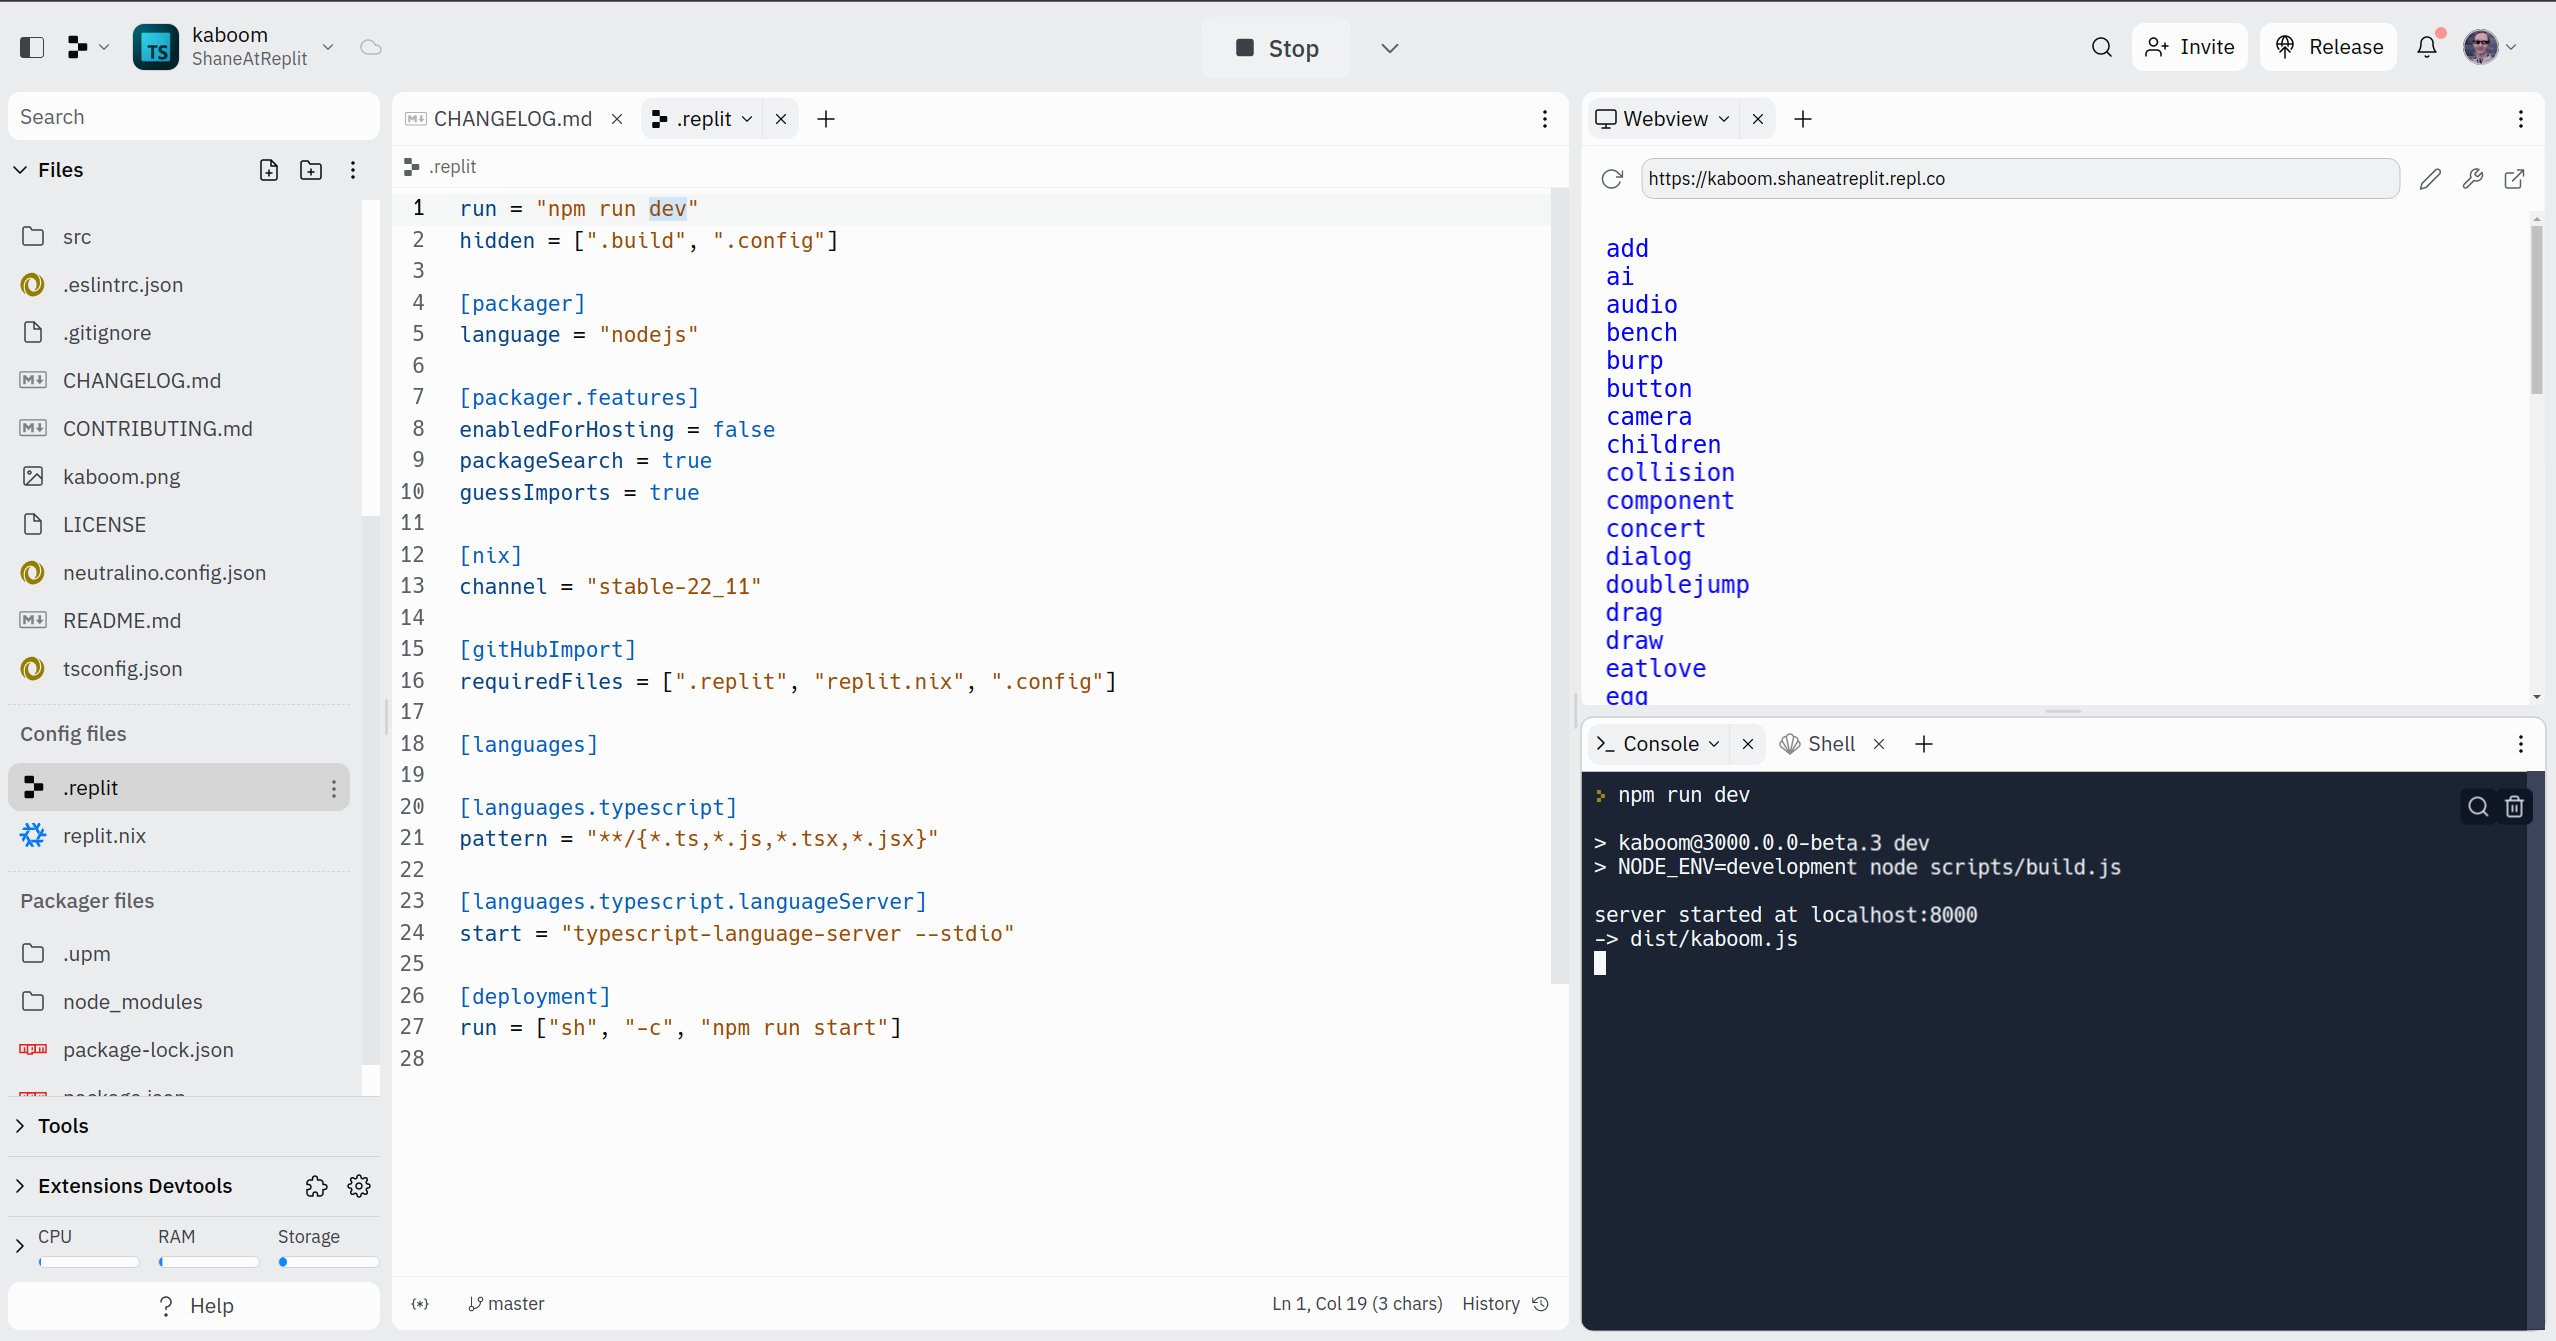 TS
kaboom
ShaneAtReplit
Stop
Invite
Release
Search
Files
src
.eslintrc.json
.gitignore
CHANGELOG.md
CONTRIBUTING.md
kaboom.png
LICENSE
neutralino.config.json
README.md
tsconfig.json
Config files
.replit
replit.nix
Packager files
.upm
node_modules
package-lock.json
package.json
Tools
Extensions Devtools
CPU RAM Storage
? Help
CHANGELOG.md .replit
.replit
1 run = "npm run dev"
2 hidden = [".build", ".config"]
3
4 [packager]
5 language = "nodejs"
6
7 [packager.features]
8 enabledForHosting = false
9 packageSearch = true
10 guessImports = true
11
12 [nix]
13 channel = "stable-22_11"
14
15 [gitHubImport]
16 requiredFiles = [".replit", "replit.nix", ".config"]
17
18 [languages]
19
20 [languages.typescript]
21 pattern = "**/{*.ts,*.js,*.tsx,*.jsx}"
22
23 [languages.typescript.languageServer]
24 start = "typescript-language-server --stdio"
25
26 [deployment]
27 run = ["sh", "-c", "npm run start"]
28
{*} master Ln 1, Col 19 (3 chars) History
Webview
https://kaboom.shaneatreplit.repl.co
add
ai
audio
bench
burp
button
camera
children
collision
component
concert
dialog
doublejump
drag
draw
eatlove
egg
Console Shell
npm run dev
> kaboom@3000.0.0-beta.3 dev
> NODE_ENV=development node scripts/build.js
server started at localhost:8000
-> dist/kaboom.js